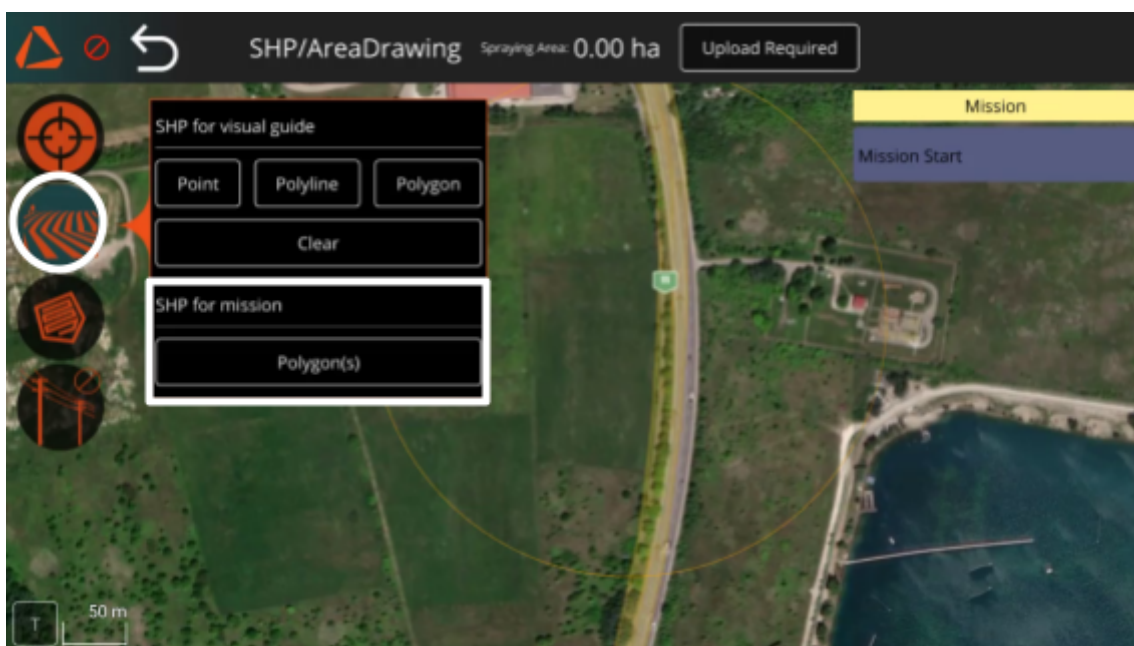 SHP/AreaDrawing Spraying Area: 0.00 ha Upload Required
SHP for visual guide
Point Polyline Polygon
Clear
SHP for mission
Polygon(s)
Mission
Mission Start
T 50 m